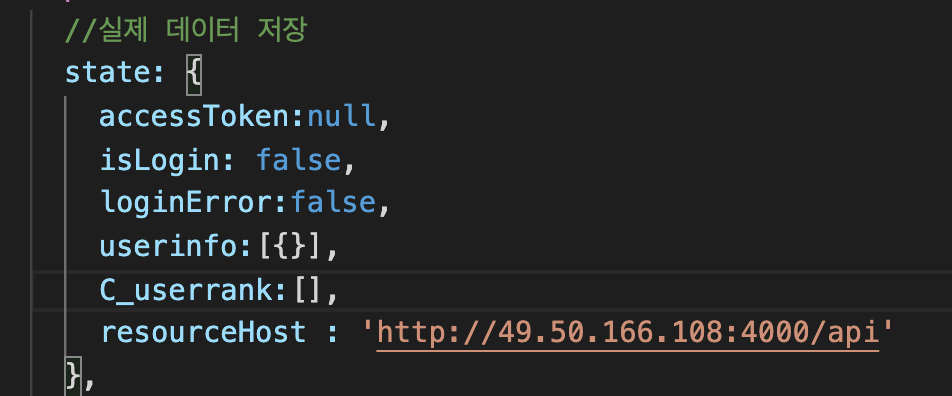 //실제 데이터 저장
state: {
accessToken:null,
isLogin: false,
loginError:false,
userinfo:[{}],
C_userrank:[],
resourceHost : 'http://49.50.166.108:4000/api'
},